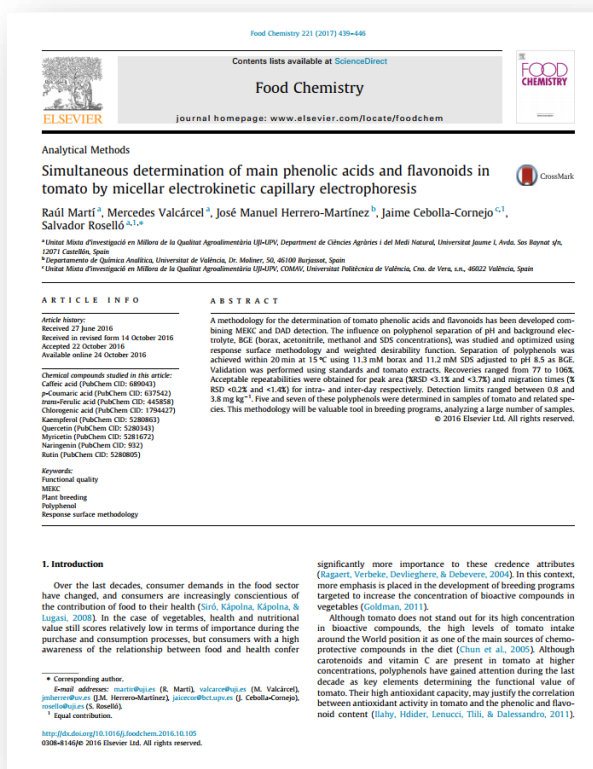 Food Chemistry 221 (2017) 439–446
ELSEVIER
Contents lists available at ScienceDirect
Food Chemistry
journal homepage: www.elsevier.com/locate/foodchem
FOOD
CHEMISTRY
Analytical Methods
Simultaneous determination of main phenolic acids and flavonoids in
tomato by micellar electrokinetic capillary electrophoresis
CrossMark
Raúl Martí a, Mercedes Valcárcel a, José Manuel Herrero-Martínez b, Jaime Cebolla-Cornejo c,1,
Salvador Roselló a,1,*
a Unitat Mixta d'Investigació en Millora de la Qualitat Agroalimentària UJI-UPV, Department de Ciències Agràries i del Medi Natural, Universitat Jaume I, Avda. Sos Baynat s/n,
12071 Castellón, Spain
b Departamento de Química Analítica, Universitat de València, Dr. Moliner, 50, 46100 Burjassot, Spain
c Unitat Mixta d'Investigació en Millora de la Qualitat Agroalimentària UJI-UPV, COMAV, Universitat Politècnica de València, Cno. de Vera, s.n., 46022 València, Spain
ARTICLE INFO
Article history:
Received 27 June 2016
Received in revised form 14 October 2016
Accepted 22 October 2016
Available online 24 October 2016
Chemical compounds studied in this article:
Caffeic acid (PubChem CID: 689043)
p-Coumaric acid (PubChem CID: 637542)
trans-Ferulic acid (PubChem CID: 445858)
Chlorogenic acid (PubChem CID: 1794427)
Kaempferol (PubChem CID: 5280863)
Quercetin (PubChem CID: 5280343)
Myricetin (PubChem CID: 5281672)
Naringenin (PubChem CID: 932)
Rutin (PubChem CID: 5280805)
Keywords:
Functional quality
MEKC
Plant breeding
Polyphenol
Response surface methodology
ABSTRACT
A methodology for the determination of tomato phenolic acids and flavonoids has been developed com-
bining MEKC and DAD detection. The influence on polyphenol separation of pH and background elec-
trolyte, BGE (borax, acetonitrile, methanol and SDS concentrations), was studied and optimized using
response surface methodology and weighted desirability function. Separation of polyphenols was
achieved within 20 min at 15 °C using 11.3 mM borax and 11.2 mM SDS adjusted to pH 8.5 as BGE.
Validation was performed using standards and tomato extracts. Recoveries ranged from 77 to 106%.
Acceptable repeatabilities were obtained for peak area (%RSD <3.1% and <3.7%) and migration times (%
RSD <0.2% and <1.4%) for intra- and inter-day respectively. Detection limits ranged between 0.8 and
3.8 mg kg−1. Five and seven of these polyphenols were determined in samples of tomato and related spe-
cies. This methodology will be valuable tool in breeding programs, analyzing a large number of samples.
© 2016 Elsevier Ltd. All rights reserved.
1. Introduction
Over the last decades, consumer demands in the food sector
have changed, and consumers are increasingly conscientious of
the contribution of food to their health (Siró, Kápolna, Kápolna, &
Lugasi, 2008). In the case of vegetables, health and nutritional
value still scores relatively low in terms of importance during the
purchase and consumption processes, but consumers with a high
awareness of the relationship between food and health confer
* Corresponding author.
E-mail addresses: martir@uji.es (R. Martí), valcarce@uji.es (M. Valcárcel),
jmherrer@uv.es (J.M. Herrero-Martínez), jaicecor@btc.upv.es (J. Cebolla-Cornejo),
rosello@uji.es (S. Roselló).
1 Equal contribution.
http://dx.doi.org/10.1016/j.foodchem.2016.10.105
0308-8146/© 2016 Elsevier Ltd. All rights reserved.
significantly more importance to these credence attributes
(Ragaert, Verbeke, Devlieghere, & Debevere, 2004). In this context,
more emphasis is placed in the development of breeding programs
targeted to increase the concentration of bioactive compounds in
vegetables (Goldman, 2011).
Although tomato does not stand out for its high concentration
in bioactive compounds, the high levels of tomato intake
around the World position it as one of the main sources of chemo-
protective compounds in the diet (Chun et al., 2005). Although
carotenoids and vitamin C are present in tomato at higher
concentrations, polyphenols have gained attention during the last
decade as key elements determining the functional value of
tomato. Their high antioxidant capacity, may justify the correlation
between antioxidant activity in tomato and the phenolic and flavo-
noid content (Ilahy, Hdider, Lenucci, Tlili, & Dalessandro, 2011).